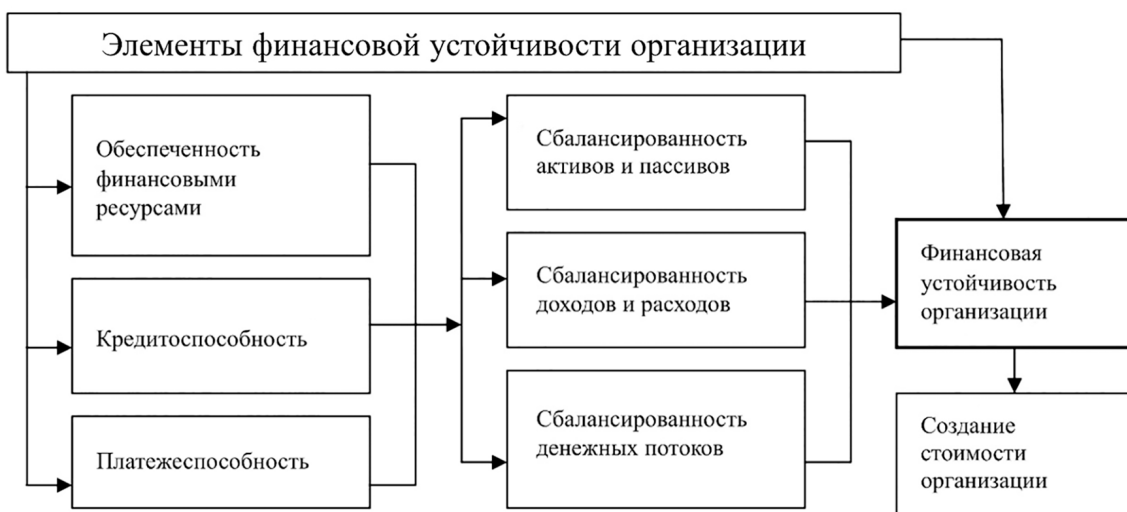 Элементы финансовой устойчивости организации
Обеспеченность
финансовыми
ресурсами
Кредитоспособность
Платежеспособность
Сбалансированность
активов и пассивов
Сбалансированность
доходов и расходов
Сбалансированность
денежных потоков
Финансовая
устойчивость
организации
Создание
стоимости
организации